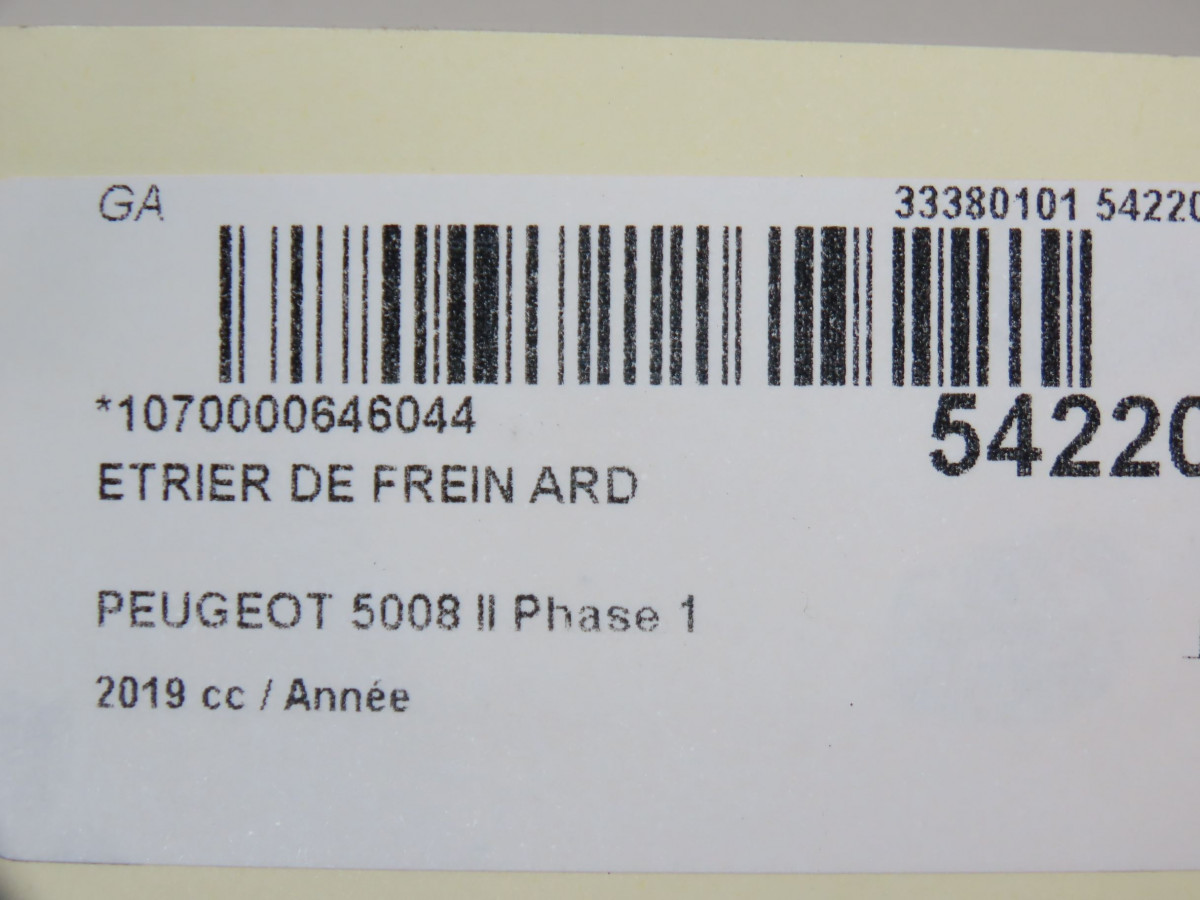 GA 33380101 54220
*1070000646044
54220
ETRIER DE FREIN ARD
PEUGEOT 5008 II Phase 1
2019 cc / Année